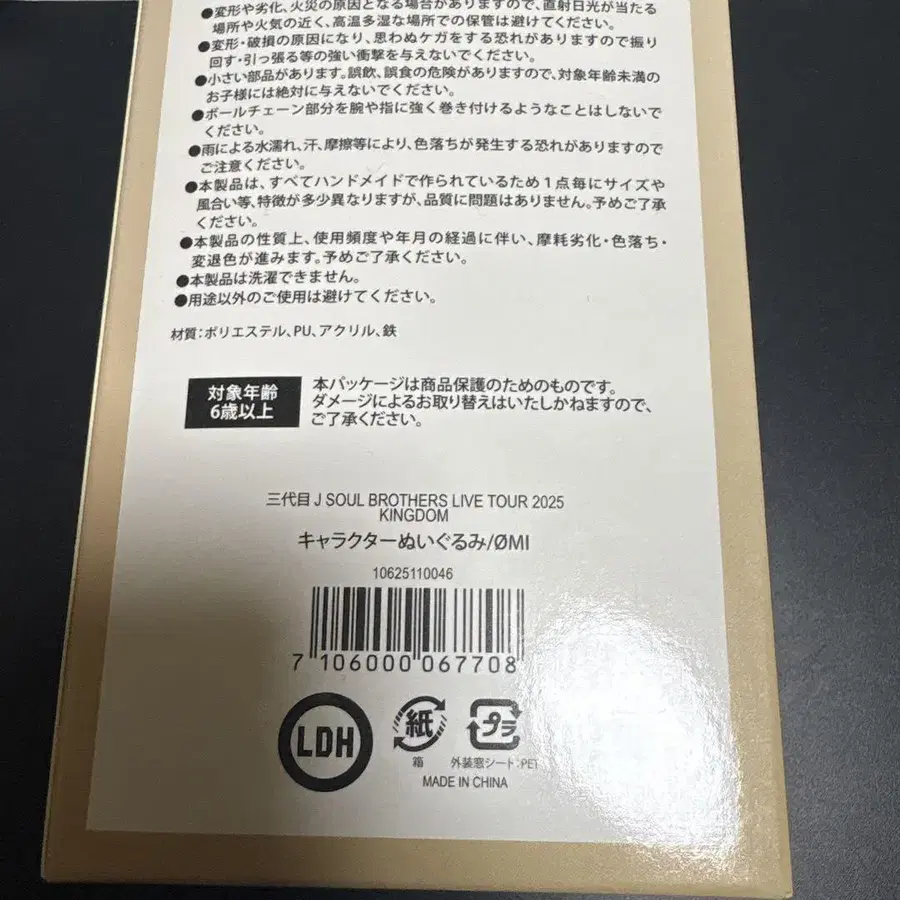 ●変形や劣化、火災の原因となる場合がありますので、直射日光が当たる
場所や火気の近く、高温多湿な場所での保管は避けてください。
●変形・破損の原因になり、思わぬケガをする恐れがありますので振り
回す・引っ張る等の強い衝撃を与えないでください。
●小さい部品があります。誤飲、誤食の危険がありますので、対象年齢未満の
お子様には絶対に与えないでください。
●ボールチェーン部分を腕や指に強く巻き付けるようなことはしないで
ください。
●雨による水濡れ、汗、摩擦等により、色落ちが発生する恐れがありますので
ご注意ください。
●本製品は、すべてハンドメイドで作られているため1点毎にサイズや
風合い等、特徴が多少異なりますが、品質に問題はありません。予めご了承
ください。
●本製品の性質上、使用頻度や年月の経過に伴い、摩耗劣化・色落ち・
変退色が進みます。予めご了承ください。
●本製品は洗濯できません。
●用途以外のご使用は避けてください。
材質：ポリエステル、PU、アクリル、鉄
対象年齢
6歳以上
本パッケージは商品保護のためのものです。
ダメージによるお取り替えはいたしかねますので、
ご了承ください。
三代目 J SOUL BROTHERS LIVE TOUR 2025
KINGDOM
キャラクターぬいぐるみ/ØMI
10625110046
7 106000 067708
LDH
紙
プラ
箱
外装窓シート：PET
MADE IN CHINA